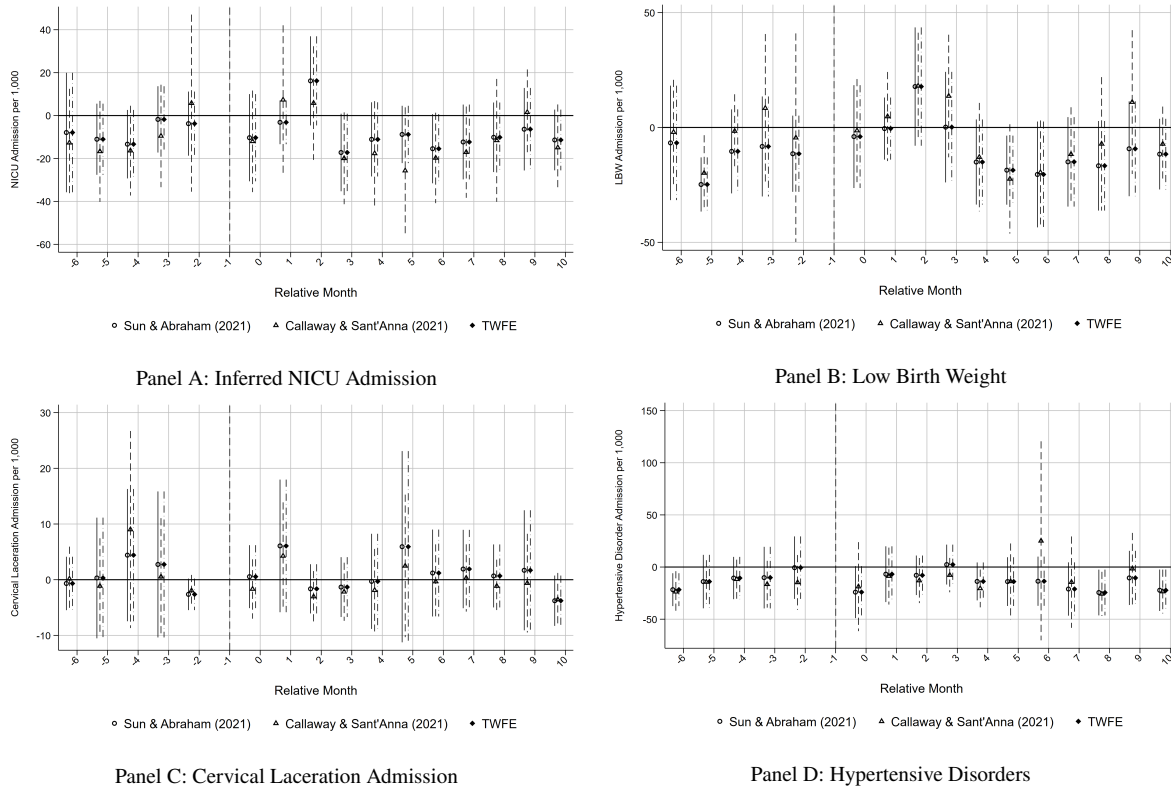 40
20
0
-20
-40
-60
NICU Admission per 1,000
-6 -5 -4 -3 -2 -1 0 1 2 3 4 5 6 7 8 9 10
Relative Month
Sun & Abraham (2021) Callaway & Sant'Anna (2021) TWFE
Panel A: Inferred NICU Admission
50
0
-50
LBW Admission per 1,000
-6 -5 -4 -3 -2 -1 0 1 2 3 4 5 6 7 8 9 10
Relative Month
Sun & Abraham (2021) Callaway & Sant'Anna (2021) TWFE
Panel B: Low Birth Weight
30
20
10
0
-10
Cervical Laceration Admission per 1,000
-6 -5 -4 -3 -2 -1 0 1 2 3 4 5 6 7 8 9 10
Relative Month
Sun & Abraham (2021) Callaway & Sant'Anna (2021) TWFE
Panel C: Cervical Laceration Admission
150
100
50
0
-50
Hypertensive Disorder Admission per 1,000
-6 -5 -4 -3 -2 -1 0 1 2 3 4 5 6 7 8 9 10
Relative Month
Sun & Abraham (2021) Callaway & Sant'Anna (2021) TWFE
Panel D: Hypertensive Disorders